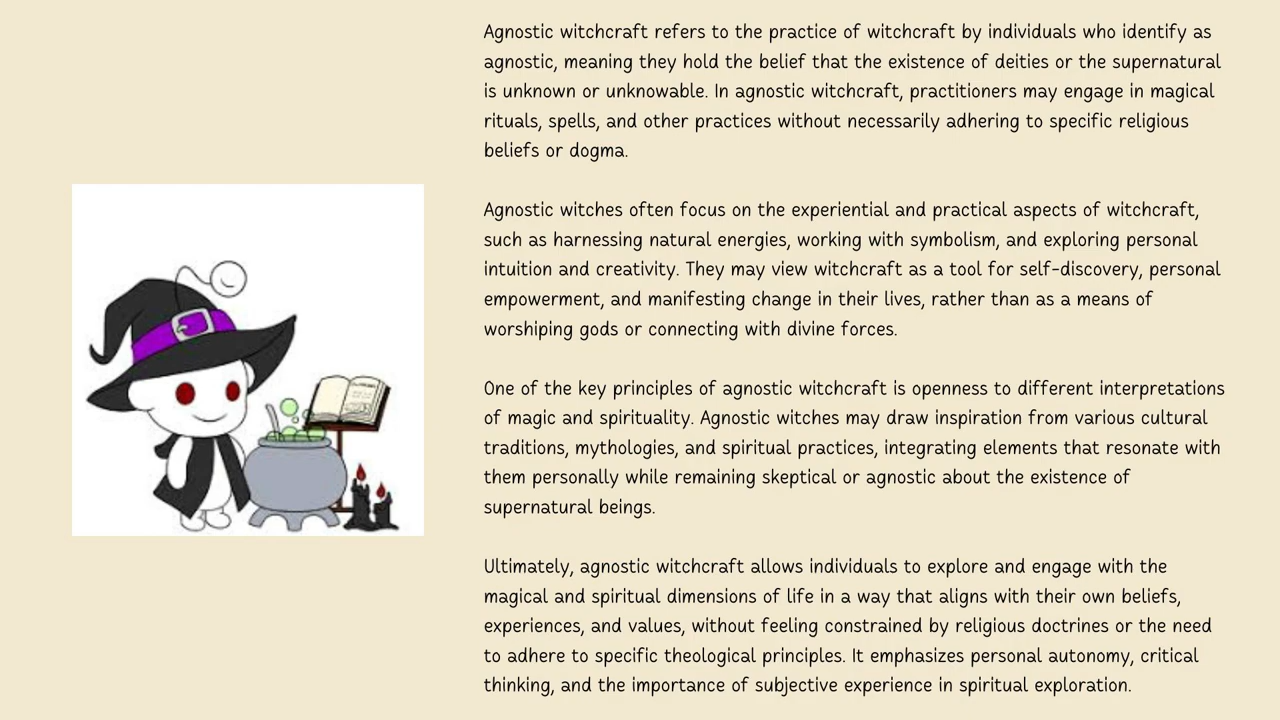 Agnostic witchcraft refers to the practice of witchcraft by individuals who identify as
agnostic, meaning they hold the belief that the existence of deities or the supernatural
is unknown or unknowable. In agnostic witchcraft, practitioners may engage in magical
rituals, spells, and other practices without necessarily adhering to specific religious
beliefs or dogma.
Agnostic witches often focus on the experiential and practical aspects of witchcraft,
such as harnessing natural energies, working with symbolism, and exploring personal
intuition and creativity. They may view witchcraft as a tool for self-discovery, personal
empowerment, and manifesting change in their lives, rather than as a means of
worshiping gods or connecting with divine forces.
One of the key principles of agnostic witchcraft is openness to different interpretations
of magic and spirituality. Agnostic witches may draw inspiration from various cultural
traditions, mythologies, and spiritual practices, integrating elements that resonate with
them personally while remaining skeptical or agnostic about the existence of
supernatural beings.
Ultimately, agnostic witchcraft allows individuals to explore and engage with the
magical and spiritual dimensions of life in a way that aligns with their own beliefs,
experiences, and values, without feeling constrained by religious doctrines or the need
to adhere to specific theological principles. It emphasizes personal autonomy, critical
thinking, and the importance of subjective experience in spiritual exploration.